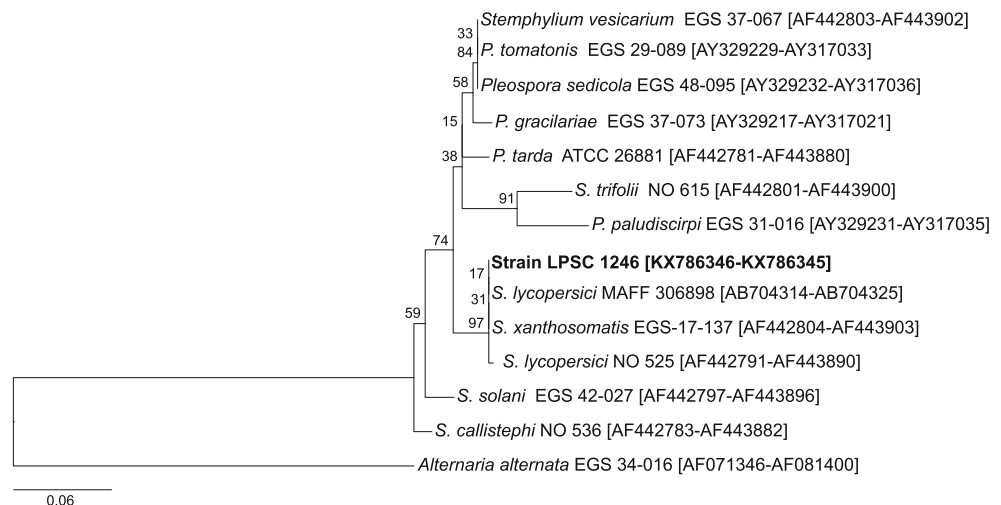 Stemphylium vesicarium EGS 37-067 [AF442803-AF443902]
33
84
P. tomatonis EGS 29-089 [AY329229-AY317033]
58
Pleospora sedicola EGS 48-095 [AY329232-AY317036]
15
P. gracilariae EGS 37-073 [AY329217-AY317021]
38
P. tarda ATCC 26881 [AF442781-AF443880]
S. trifolii NO 615 [AF442801-AF443900]
91
P. paludiscirpi EGS 31-016 [AY329231-AY317035]
74
Strain LPSC 1246 [KX786346-KX786345]
17
S. lycopersici MAFF 306898 [AB704314-AB704325]
31
59
97
S. xanthosomatis EGS-17-137 [AF442804-AF443903]
S. lycopersici NO 525 [AF442791-AF443890]
S. solani EGS 42-027 [AF442797-AF443896]
S. callistephi NO 536 [AF442783-AF443882]
Alternaria alternata EGS 34-016 [AF071346-AF081400]
0.06